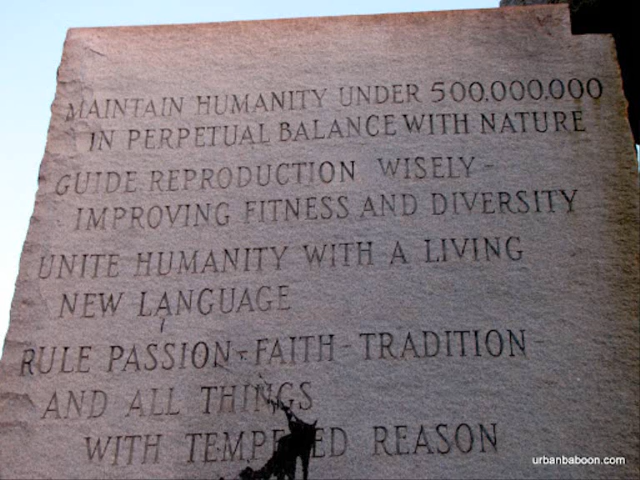 MAINTAIN HUMANITY UNDER 500,000,000
IN PERPETUAL BALANCE WITH NATURE
GUIDE REPRODUCTION WISELY-
IMPROVING FITNESS AND DIVERSITY
UNITE HUMANITY WITH A LIVING
NEW LANGUAGE
RULE PASSION-FAITH-TRADITION-
AND ALL THINGS
WITH TEMPERED REASON
urbanbaboon.com